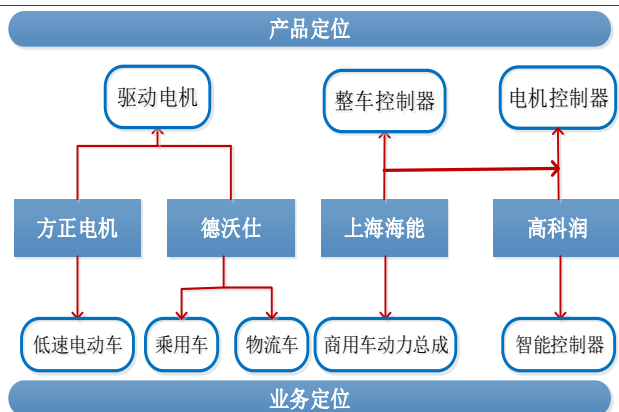 产品定位
驱动电机
整车控制器
电机控制器
方正电机
德沃仕
上海海能
高科润
低速电动车
乘用车
物流车
商用车动力总成
智能控制器
业务定位